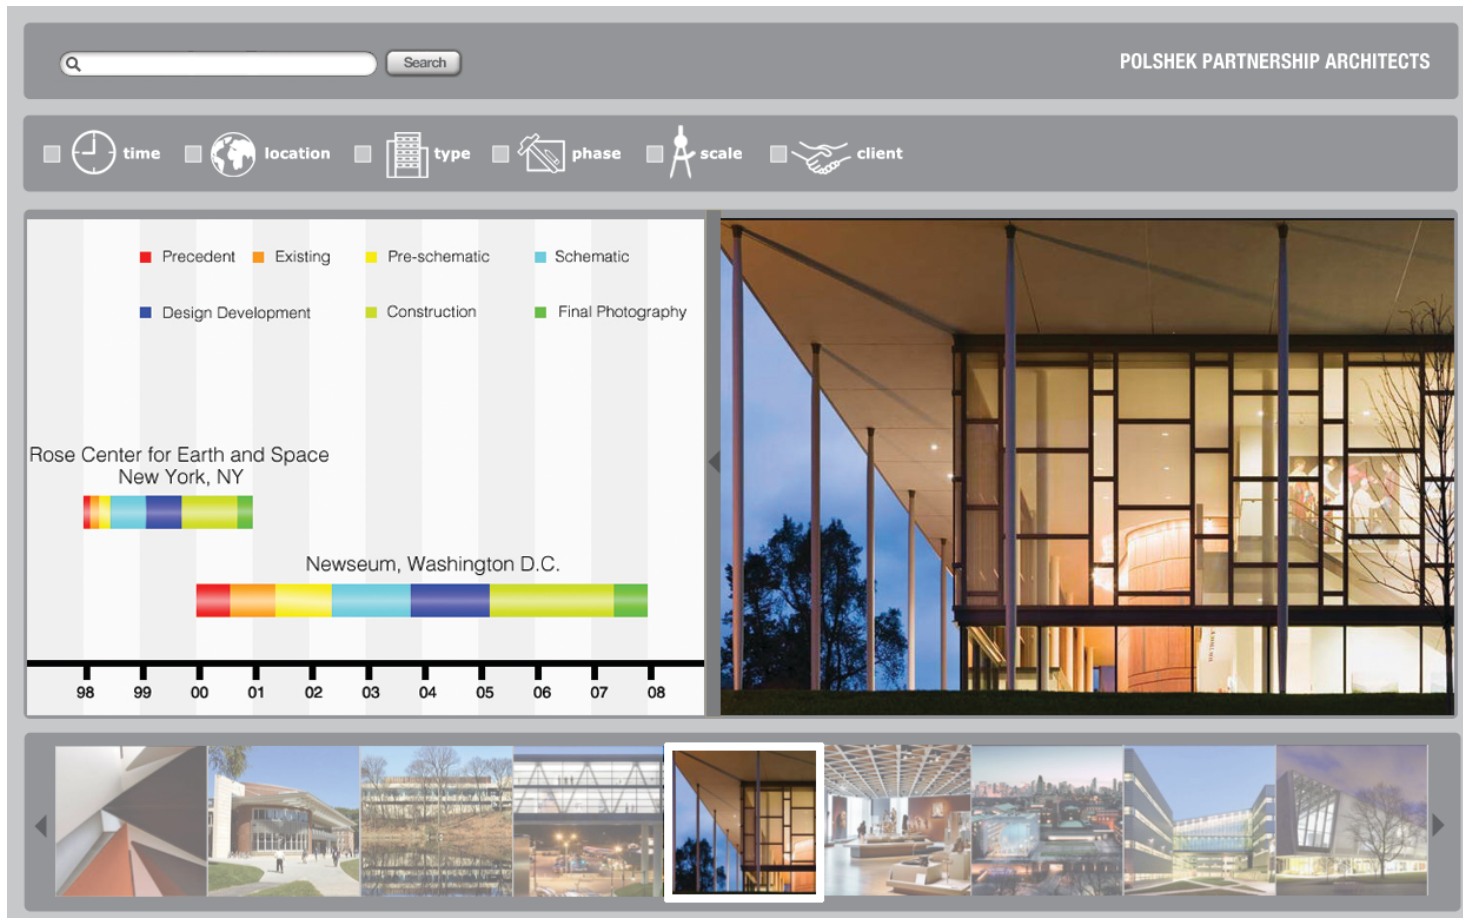 Search
POLSHEK PARTNERSHIP ARCHITECTS
time location type phase scale client
Precedent Existing Pre-schematic Schematic
Design Development Construction Final Photography
Rose Center for Earth and Space
New York, NY
Newseum, Washington D.C.
98 99 00 01 02 03 04 05 06 07 08